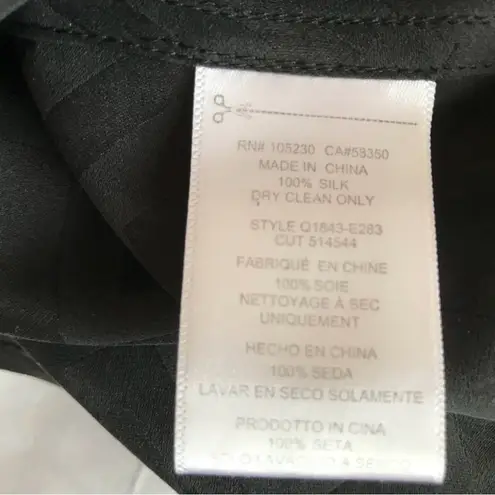 RN# 105230 CA#58350
MADE IN CHINA
100% SILK
DRY CLEAN ONLY
STYLE Q1843-E283
CUT 514544
FABRIQUÉ EN CHINE
100% SOIE
NETTOYAGE À SEC
UNIQUEMENT
HECHO EN CHINA
100% SEDA
LAVAR EN SECO SOLAMENTE
PRODOTTO IN CINA
100% SETA